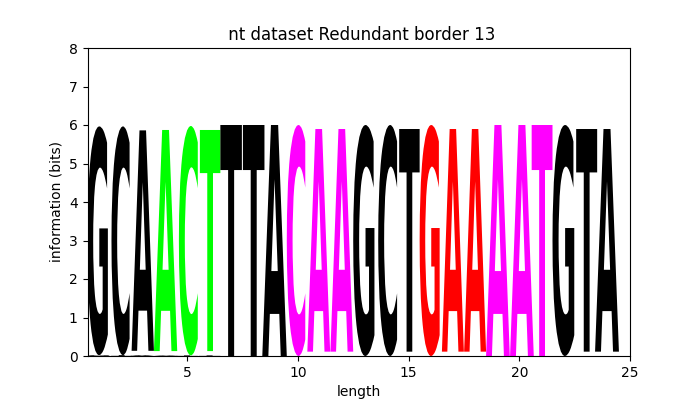 nt dataset Redundant border 13
8
7
6
5
4
3
2
1
0
information (bits)
GCAACTTTACAAGCTGAAAATGTA
5 10 15 20 25
length